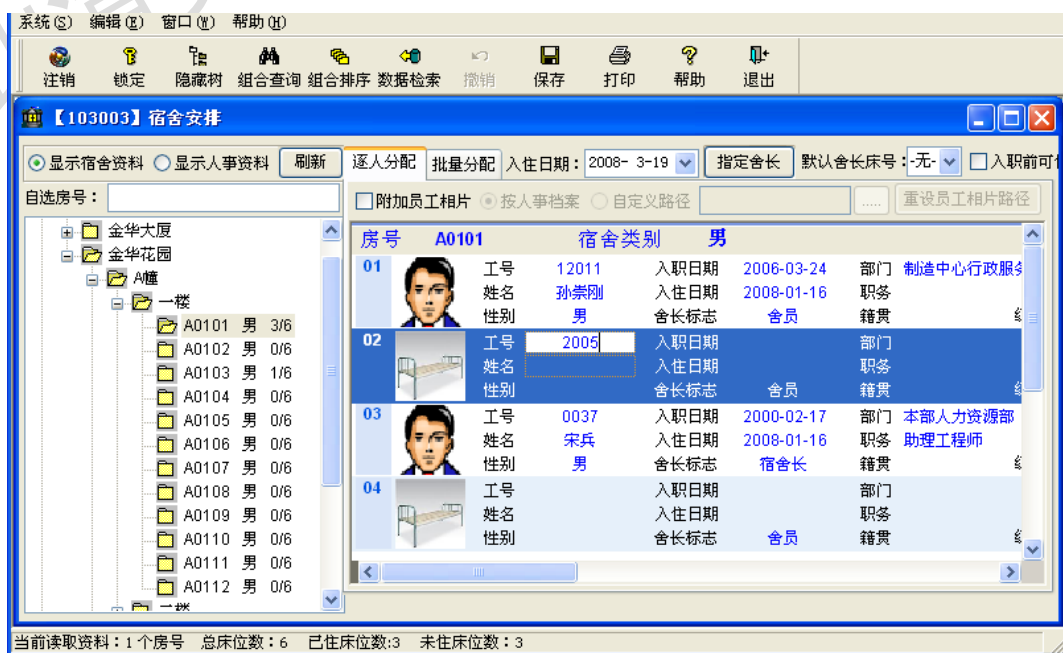 系统(S) 编辑(E) 窗口(W) 帮助(H)
注销 锁定 隐藏树 组合查询 组合排序 数据检索 撤销 保存 打印 帮助 退出
【103003】宿舍安排
显示宿舍资料 显示人事资料 刷新 逐人分配 批量分配 入住日期： 2008- 3-19 指定舍长 默认舍长床号：-无- 入职前可
自选房号： 附加员工相片 按人事档案 自定义路径 ..... 重设员工相片路径
金华大厦
金华花园
A幢
一楼
A0101 男 3/6
A0102 男 0/6
A0103 男 1/6
A0104 男 0/6
A0105 男 0/6
A0106 男 0/6
A0107 男 0/6
A0108 男 0/6
A0109 男 0/6
A0110 男 0/6
A0111 男 0/6
A0112 男 0/6
房号 A0101 宿舍类别 男
01 工号 12011 入职日期 2006-03-24 部门 制造中心行政服
姓名 孙崇刚 入住日期 2008-01-16 职务
性别 男 舍长标志 舍员 籍贯
02 工号 2005 入职日期 部门
姓名 入住日期 职务
性别 舍长标志 舍员 籍贯
03 工号 0037 入职日期 2000-02-17 部门 本部人力资源部
姓名 宋兵 入住日期 2008-01-16 职务 助理工程师
性别 男 舍长标志 宿舍长 籍贯
04 工号 入职日期 部门
姓名 入住日期 职务
性别 舍长标志 舍员 籍贯
当前读取资料：1个房号 总床位数：6 已住床位数:3 未住床位数：3